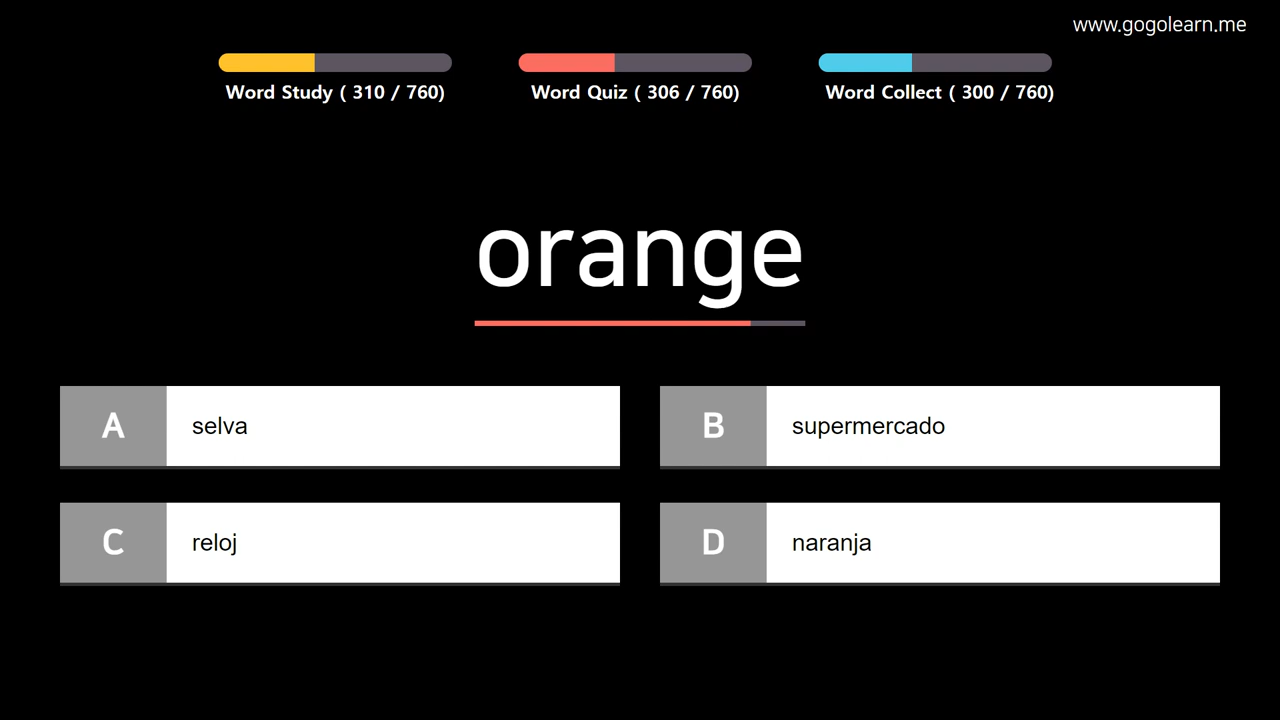 www.gogolearn.me
Word Study ( 310 / 760)
Word Quiz ( 306 / 760)
Word Collect ( 300 / 760)
orange
A selva
B supermercado
C reloj
D naranja